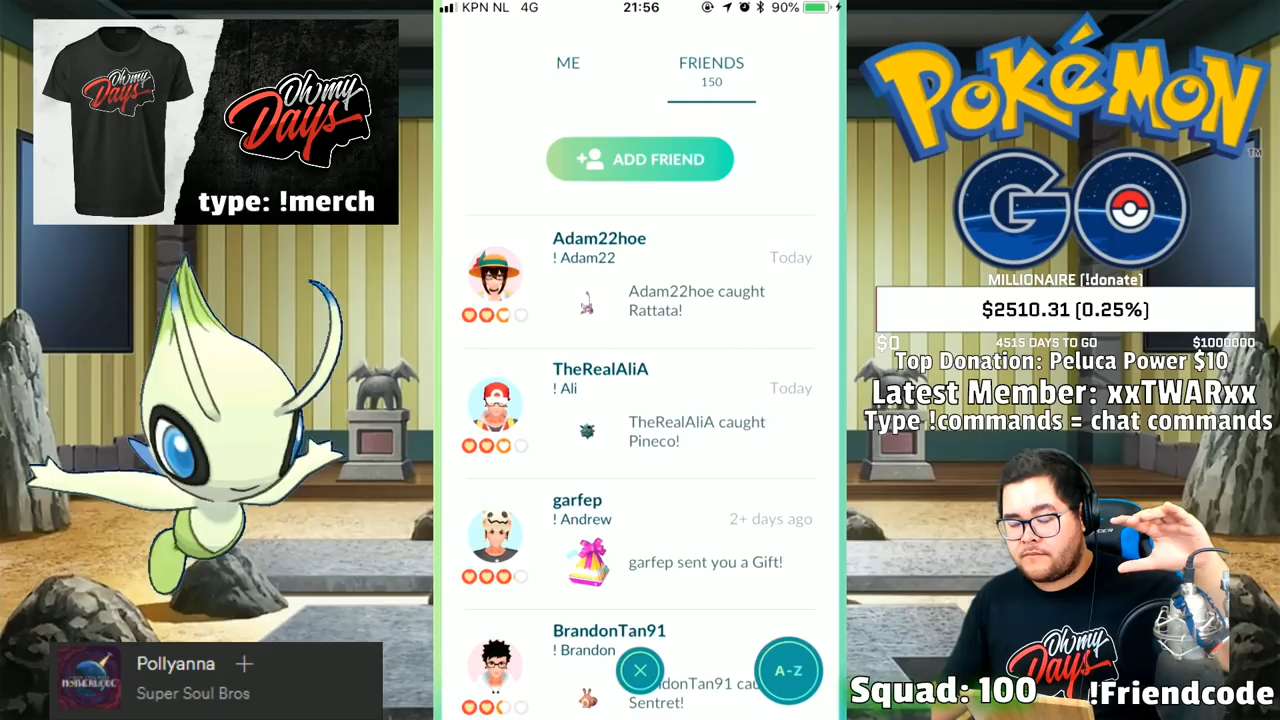 Oh my
Days
Oh my
Days
type: !merch
KPN NL 4G
21:56
90%
ME
FRIENDS
150
ADD FRIEND
Adam22hoe
! Adam22
Today
Adam22hoe caught
Rattata!
TheRealAliA
! Ali
Today
TheRealAliA caught
Pineco!
garfep
! Andrew
2+ days ago
garfep sent you a Gift!
BrandonTan91
! Brandon
Sentret!
A-Z
POKÉMON
GO
TM
MILLIONAIRE (!donate)
$2510.31 (0.25%)
$0
4515 DAYS TO GO
$1000000
Top Donation: Peluca Power $10
Latest Member: xxTWARxx
Type !commands = chat commands
Oh my
Days
Squad: 100
!Friendcode
Pollyanna
Super Soul Bros